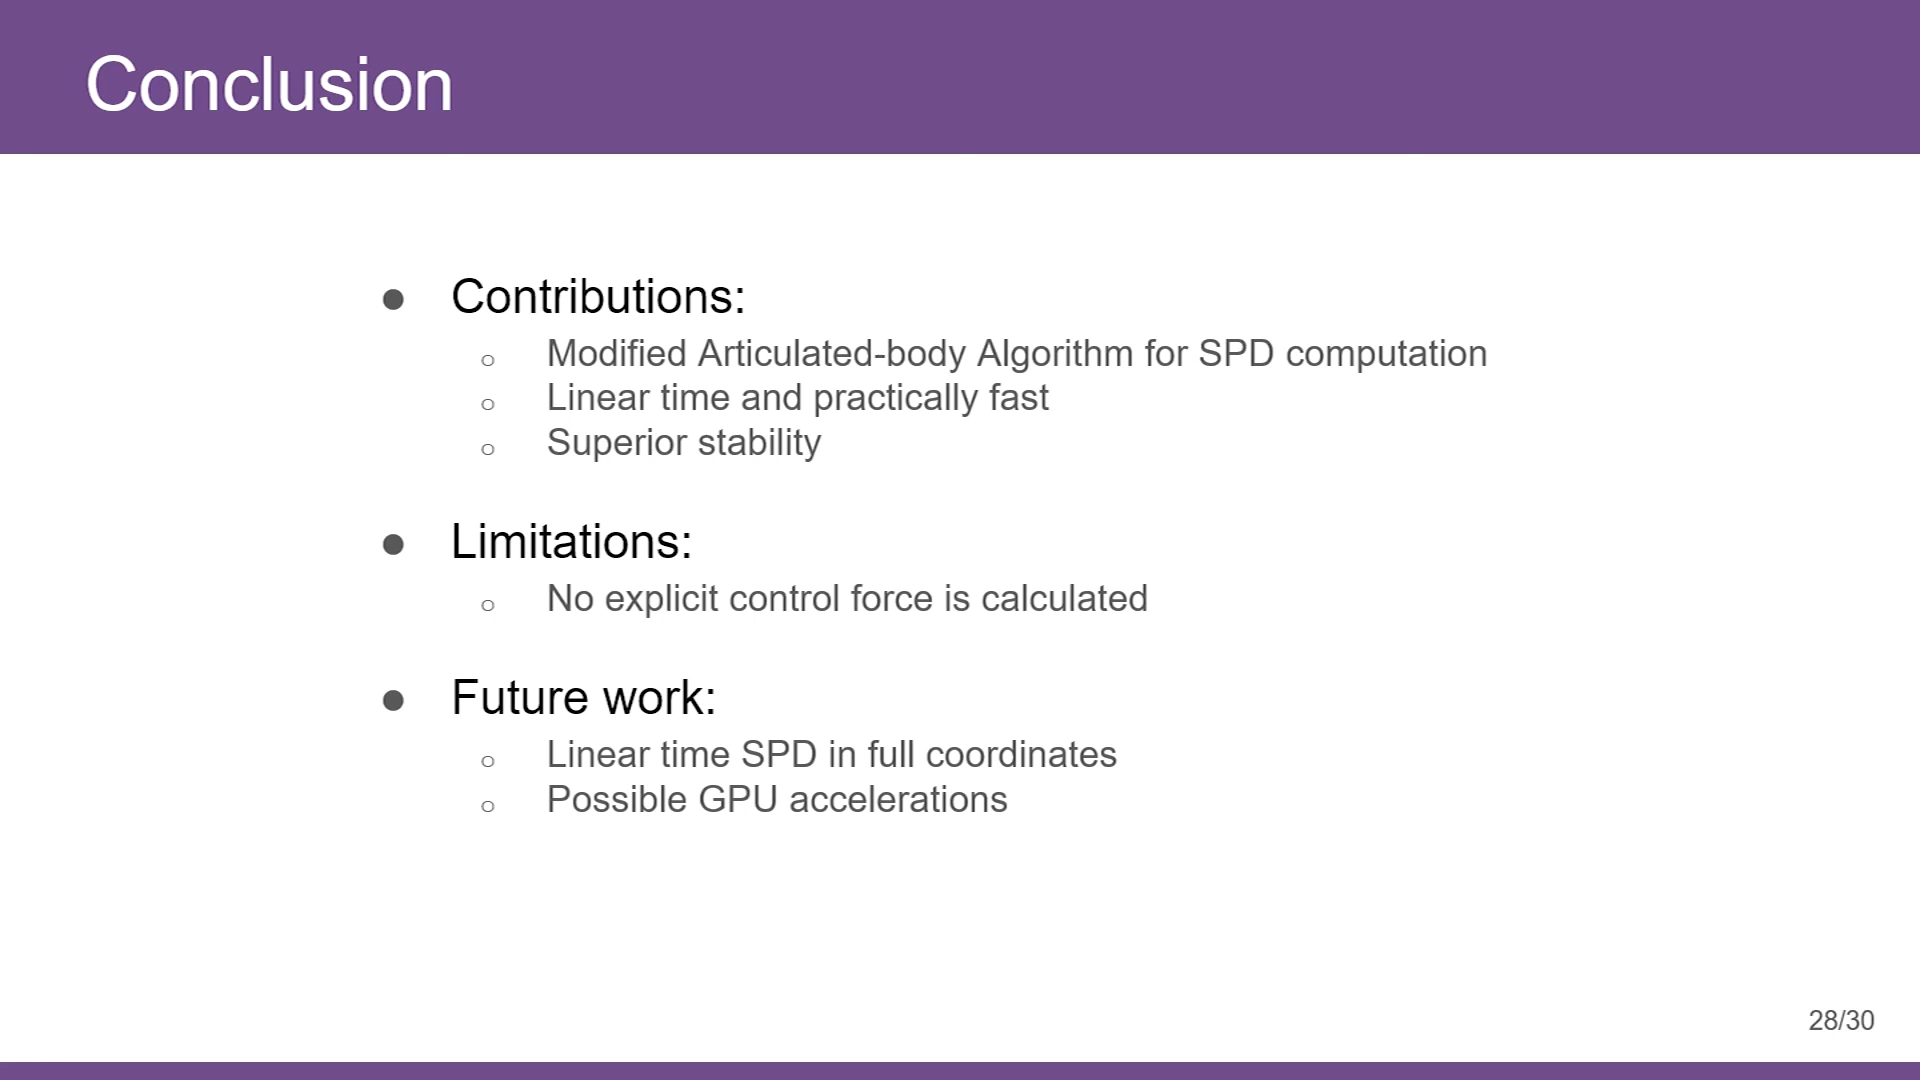 Conclusion
● Contributions:
○ Modified Articulated-body Algorithm for SPD computation
○ Linear time and practically fast
○ Superior stability
● Limitations:
○ No explicit control force is calculated
● Future work:
○ Linear time SPD in full coordinates
○ Possible GPU accelerations
28/30